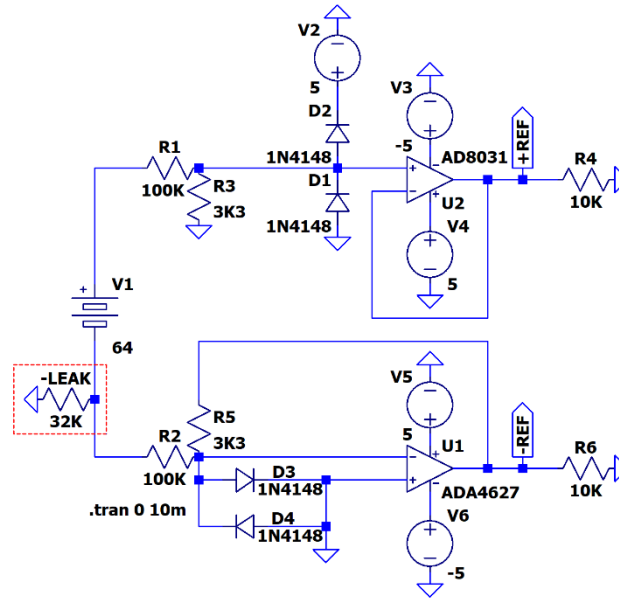 V2
5
D2
1N4148
D1
1N4148
V3
-5
AD8031
U2
V4
5
+REF
R4
10K
R1
100K
R3
3K3
V1
64
-LEAK
32K
R2
100K
R5
3K3
D3
1N4148
D4
1N4148
.tran 0 10m
V5
5
U1
ADA4627
V6
-5
-REF
R6
10K